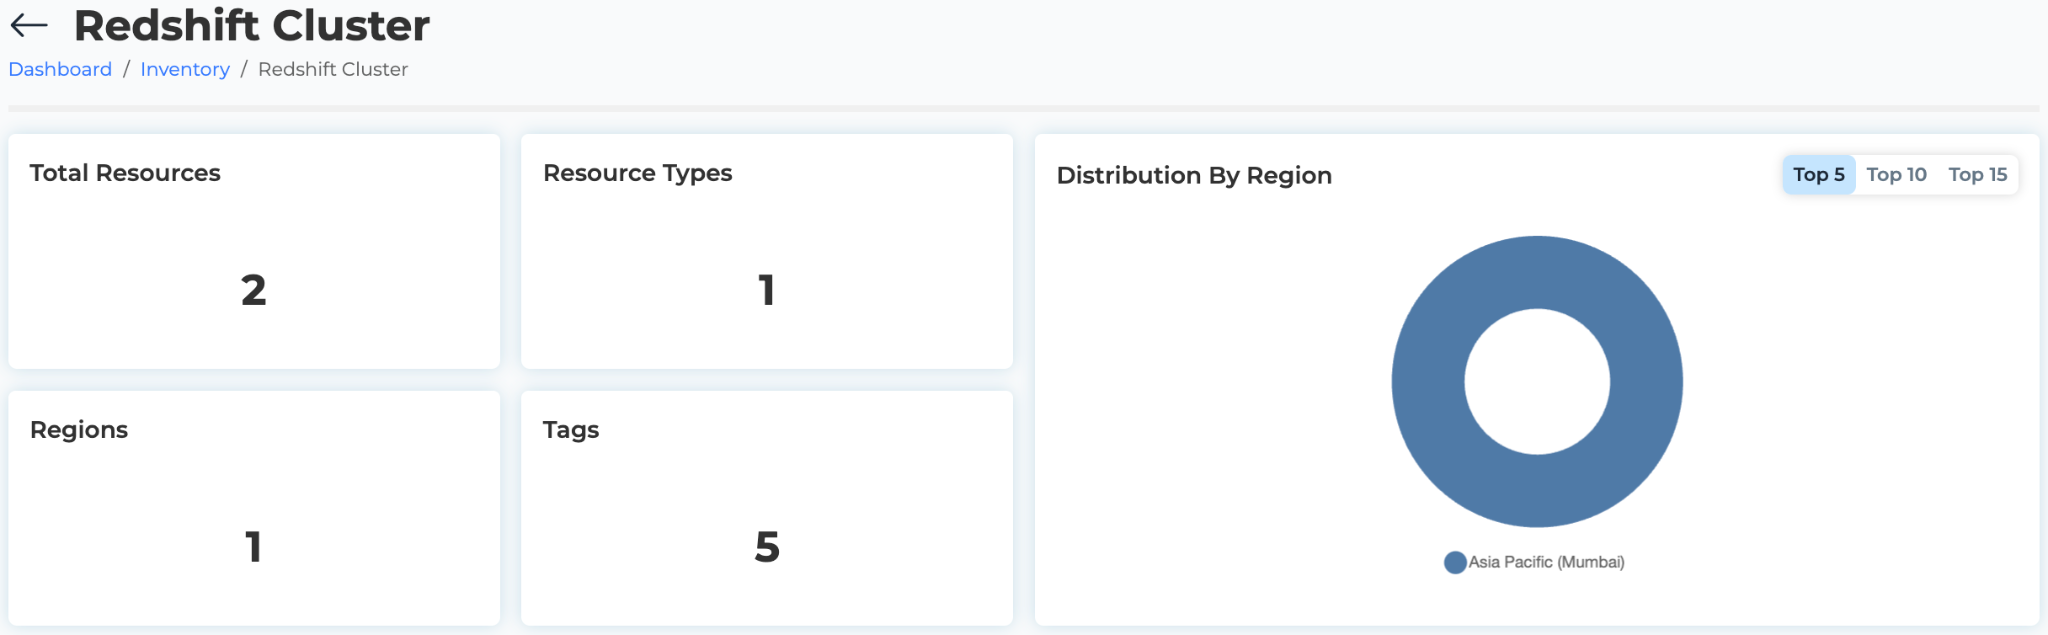 Redshift Cluster
Dashboard / Inventory / Redshift Cluster
Total Resources
2
Resource Types
1
Regions
1
Tags
5
Distribution By Region
Top 5 Top 10 Top 15
Asia Pacific (Mumbai)